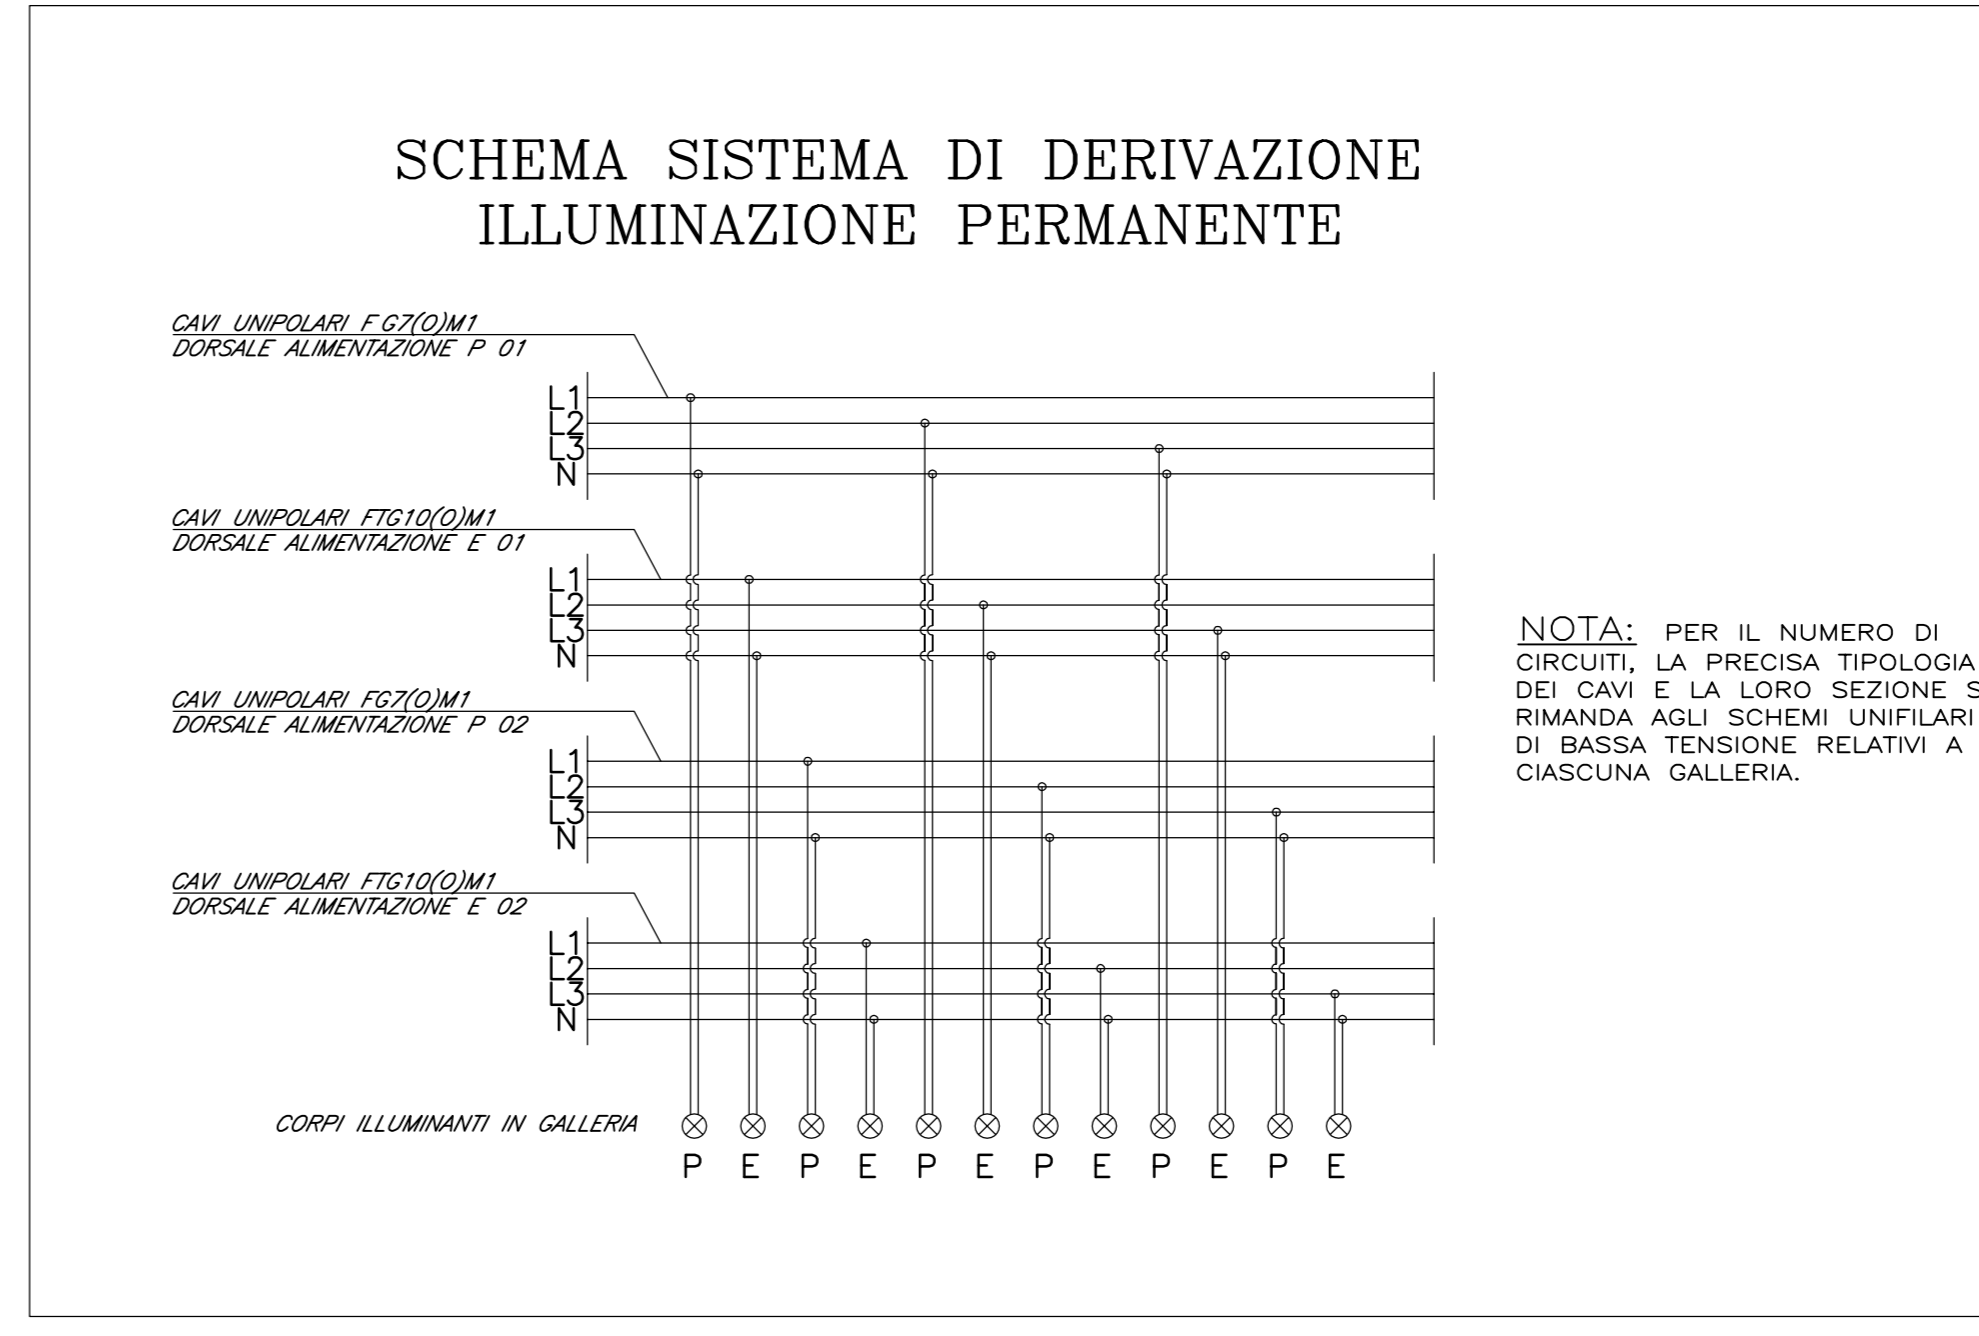 SCHEMA SISTEMA DI DERIVAZIONE
ILLUMINAZIONE PERMANENTE
CAVI UNIPOLARI F G7(O)M1
DORSALE ALIMENTAZIONE P 01
L1
L2
L3
N
CAVI UNIPOLARI FTG10(O)M1
DORSALE ALIMENTAZIONE E 01
L1
L2
L3
N
CAVI UNIPOLARI FG7(O)M1
DORSALE ALIMENTAZIONE P 02
L1
L2
L3
N
CAVI UNIPOLARI FTG10(O)M1
DORSALE ALIMENTAZIONE E 02
L1
L2
L3
N
CORPI ILLUMINANTI IN GALLERIA
P E P E P E P E P E P E
NOTA: PER IL NUMERO DI
CIRCUITI, LA PRECISA TIPOLOGIA
DEI CAVI E LA LORO SEZIONE
RIMANDA AGLI SCHEMI UNIFILARI
DI BASSA TENSIONE RELATIVI A
CIASCUNA GALLERIA.